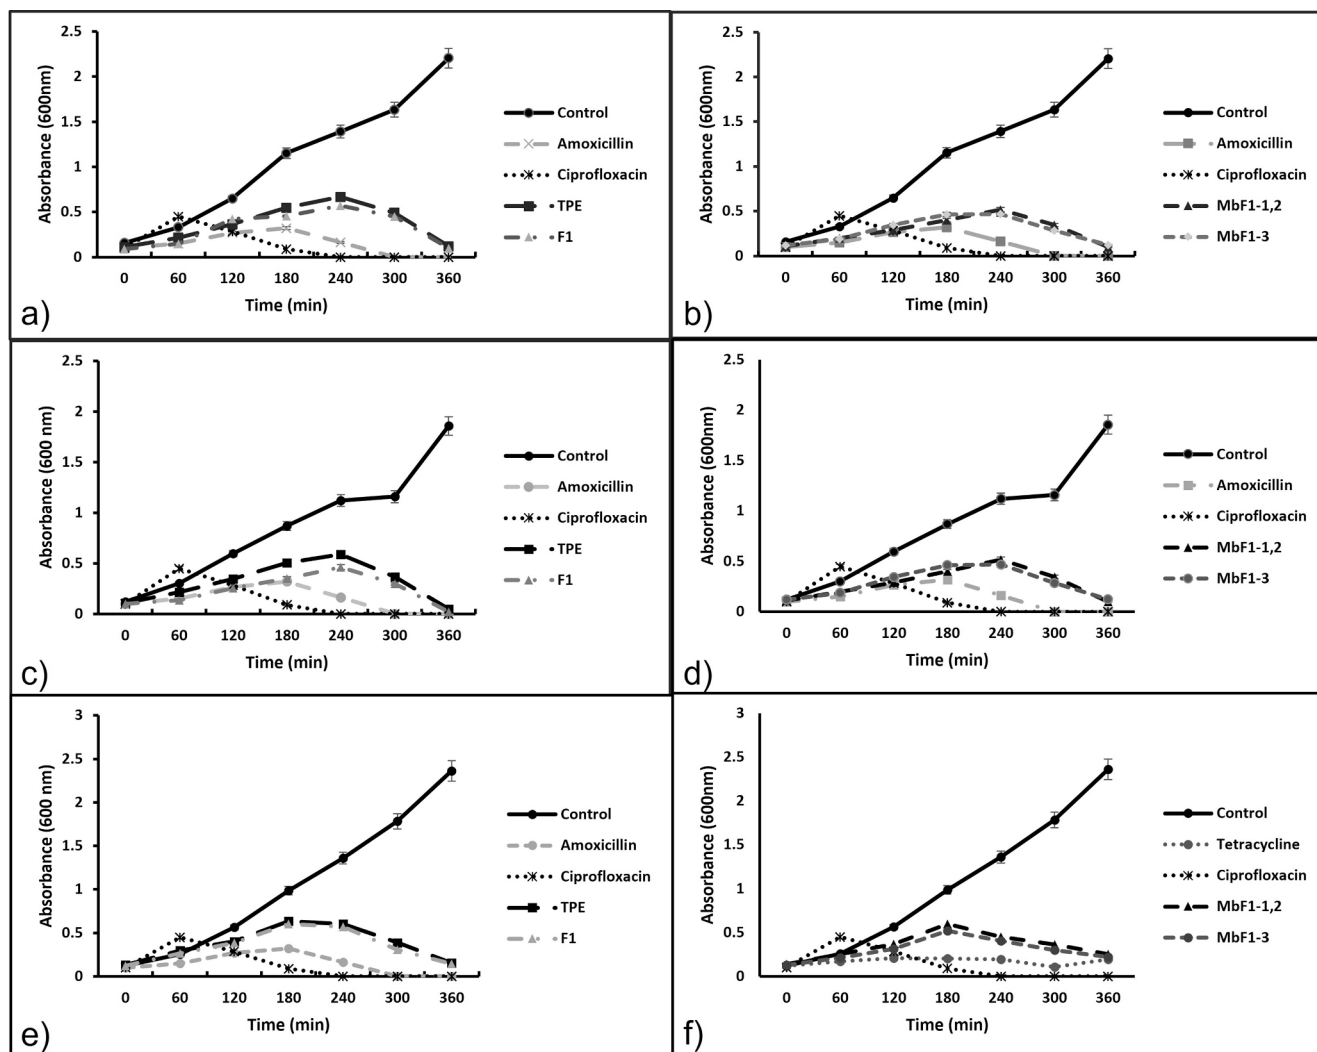 2.5
2
1.5
1
0.5
0
Absorbance (600nm)
0 60 120 180 240 300 360
Time (min)
Control
Amoxicillin
Ciprofloxacin
TPE
F1
a)
2.5
2
1.5
1
0.5
0
Absorbance (600nm)
0 60 120 180 240 300 360
Time (min)
Control
Amoxicillin
Ciprofloxacin
MbF1-1,2
MbF1-3
b)
2.5
2
1.5
1
0.5
0
Absorbance (600 nm)
0 60 120 180 240 300 360
Time (min)
Control
Amoxicillin
Ciprofloxacin
TPE
F1
c)
2.5
2
1.5
1
0.5
0
Absorbance (600nm)
0 60 120 180 240 300 360
Time (min)
Control
Amoxicillin
Ciprofloxacin
MbF1-1,2
MbF1-3
d)
3
2.5
2
1.5
1
0.5
0
Absorbance (600 nm)
0 60 120 180 240 300 360
Time (min)
Control
Amoxicillin
Ciprofloxacin
TPE
F1
e)
3
2.5
2
1.5
1
0.5
0
Absorbance (600nm)
0 60 120 180 240 300 360
Time (min)
Control
Tetracycline
Ciprofloxacin
MbF1-1,2
MbF1-3
f)